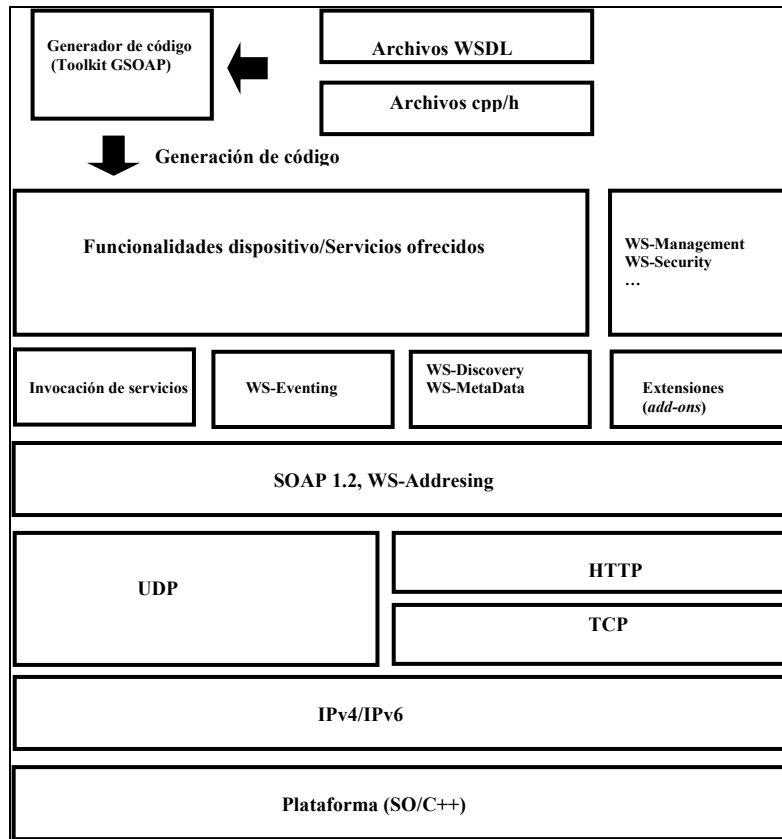 Generador de código
(Toolkit GSOAP)
Archivos WSDL
Archivos cpp/h
Generación de código
Funcionalidades dispositivo/Servicios ofrecidos
WS-Management
WS-Security
…
Invocación de servicios
WS-Eventing
WS-Discovery
WS-MetaData
Extensiones
(add-ons)
SOAP 1.2, WS-Addresing
UDP
HTTP
TCP
IPv4/IPv6
Plataforma (SO/C++)